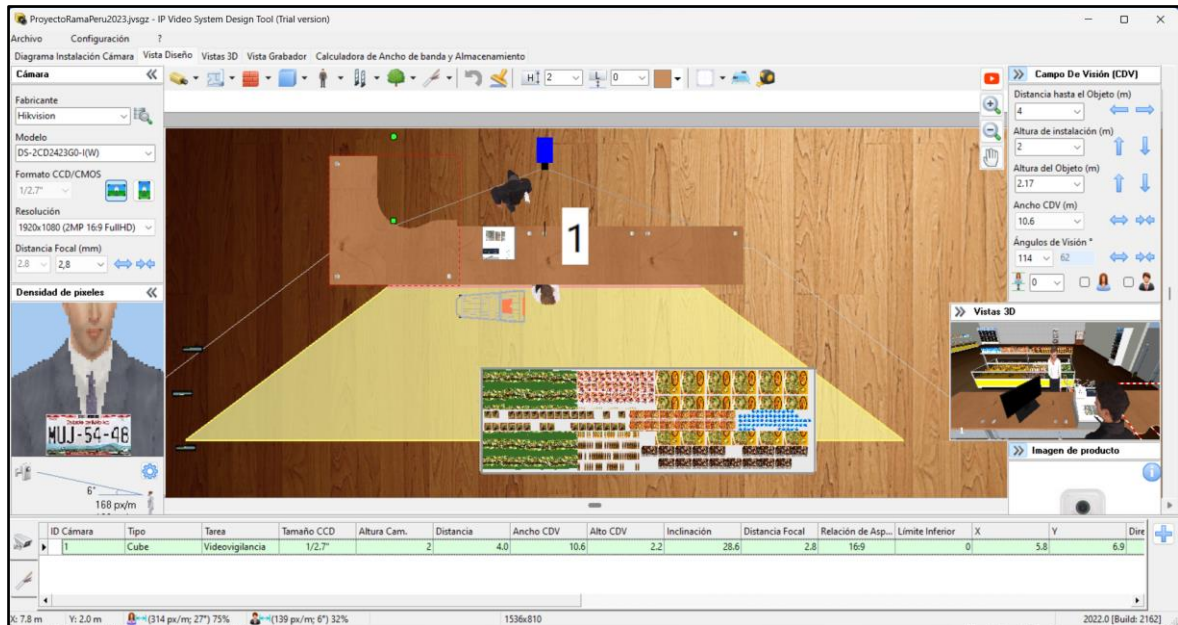 ProyectoRamaPeru2023.jvsgz - IP Video System Design Tool (Trial version)
Archivo Configuración ?
Diagrama Instalación Cámara Vista Diseño Vistas 3D Vista Grabador Calculadora de Ancho de banda y Almacenamiento
Cámara
Fabricante
Hikvision
Modelo
DS-2CD2423G0-I(W)
Formato CCD/CMOS
1/2.7"
Resolución
1920x1080 (2MP 16:9 FullHD)
Distancia Focal (mm)
2.8 2,8
Densidad de pixeles
MUJ-54-48
6°
168 px/m
H 2 L 0
1
Campo De Visión (CDV)
Distancia hasta el Objeto (m)
4
Altura de instalación (m)
2
Altura del Objeto (m)
2.17
Ancho CDV (m)
10.6
Ángulos de Visión °
114 62
0
Vistas 3D
Imagen de producto
ID Cámara Tipo Tarea Tamaño CCD Altura Cam. Distancia Ancho CDV Alto CDV Inclinación Distancia Focal Relación de Asp... Límite Inferior X Y Dire
1 Cube Videovigilancia 1/2.7" 2 4.0 10.6 2.2 28.6 2.8 16:9 0 5.8 6.9
X: 7.8 m Y: 2.0 m (314 px/m; 27°) 75% (139 px/m; 6°) 32% 1536x810 2022.0 [Build: 2162]